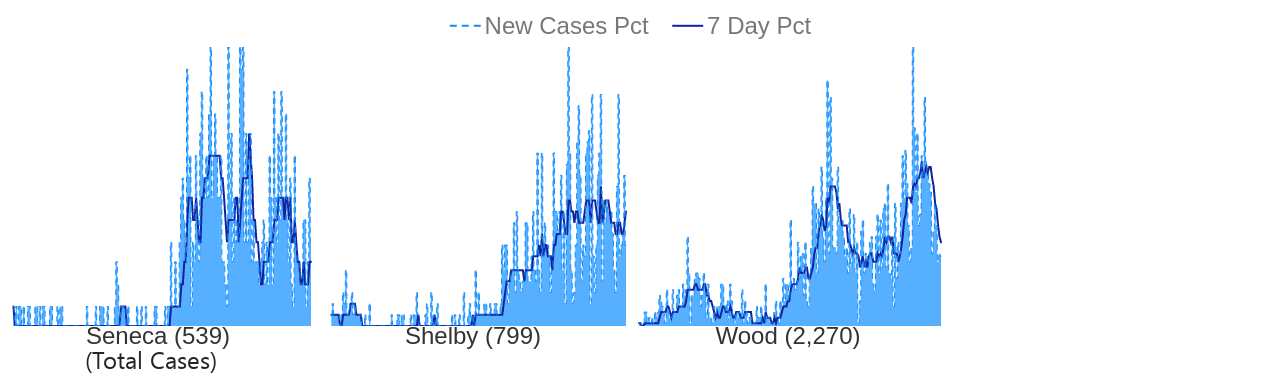 New Cases Pct 7 Day Pct
Seneca (539) Shelby (799) Wood (2,270)
(Total Cases)